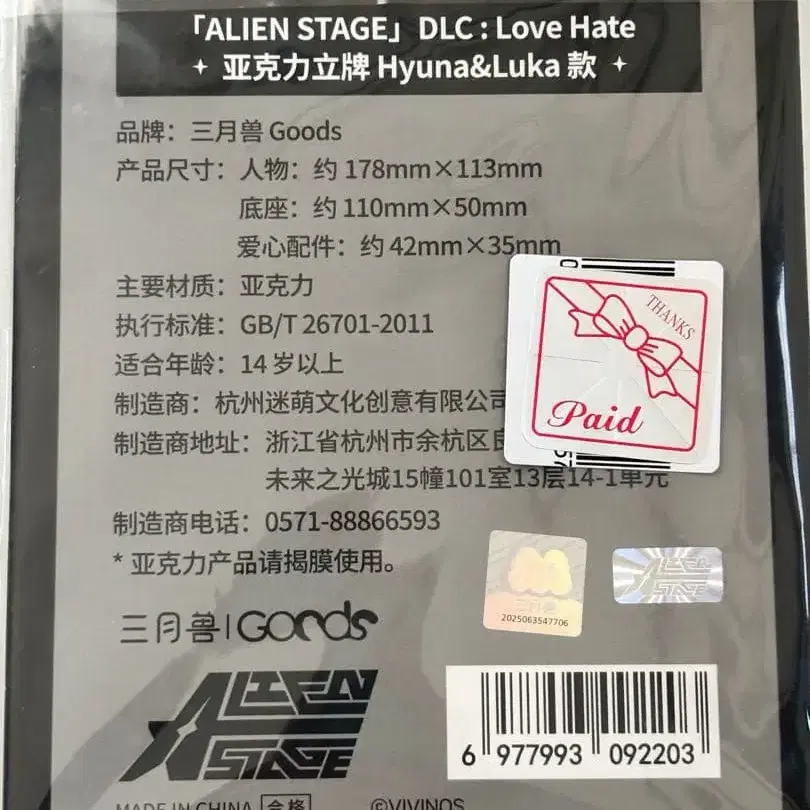 「ALIEN STAGE」DLC : Love Hate
亚克力立牌 Hyuna&Luka 款
品牌：三月兽 Goods
产品尺寸：人物：约 178mm×113mm
底座：约 110mm×50mm
爱心配件：约 42mm×35mm
主要材质：亚克力
执行标准：GB/T 26701-2011
适合年龄：14 岁以上
制造商：杭州迷萌文化创意有限公司
制造商地址：浙江省杭州市余杭区良
未来之光城15幢101室13层14-1单元
制造商电话：0571-88866593
* 亚克力产品请揭膜使用。
THANKS
Paid
三月兽
2025063547706
ALIEN
STAGE
三月兽 | Goods
ALIEN
STAGE
6 977993 092203
MADE IN CHINA 合格
©VIVINOS